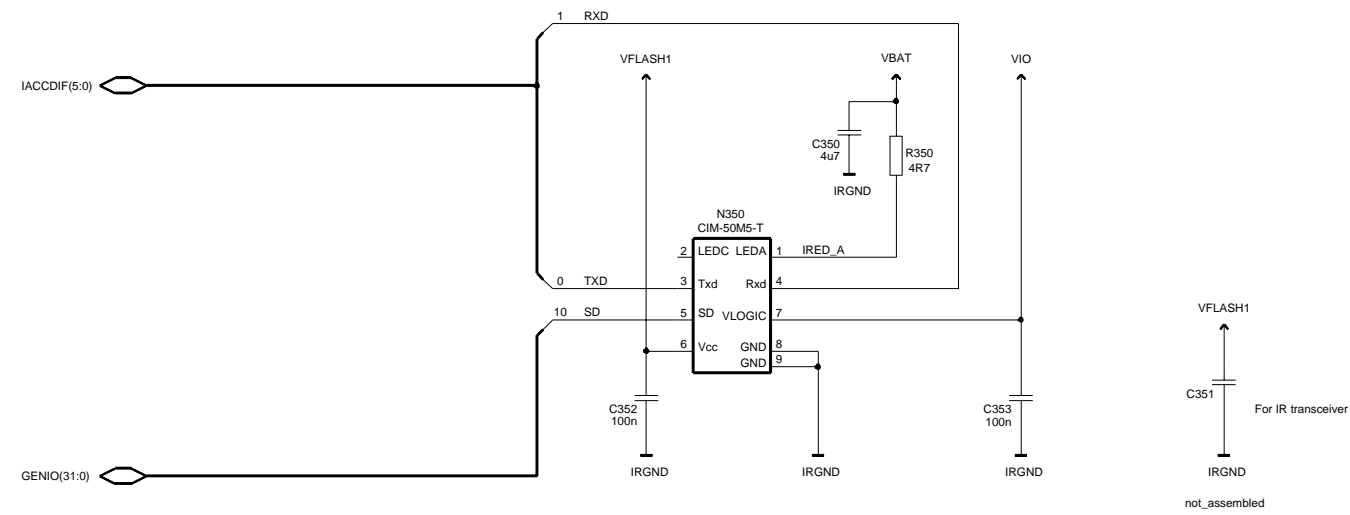 1 RXD
VFLASH1
VBAT
VIO
IACCDIF(5:0)
C350
4u7
R350
4R7
IRGND
N350
CIM-50M5-T
2 LEDC LEDA 1 IRED_A
0 TXD 3 Txd Rxd 4
10 SD 5 SD VLOGIC 7
6 Vcc GND 8
GND 9
VFLASH1
C351
For IR transceiver
C352
100n
C353
100n
IRGND
IRGND
IRGND
IRGND
GENIO(31:0)
not_assembled